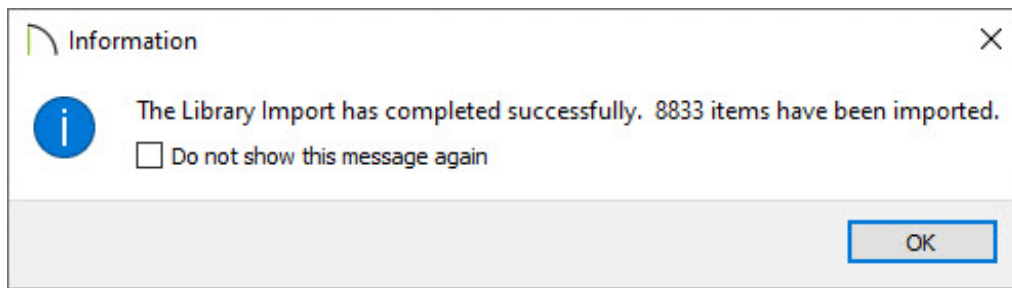 Information
The Library Import has completed successfully.  8833 items have been imported.
Do not show this message again
OK